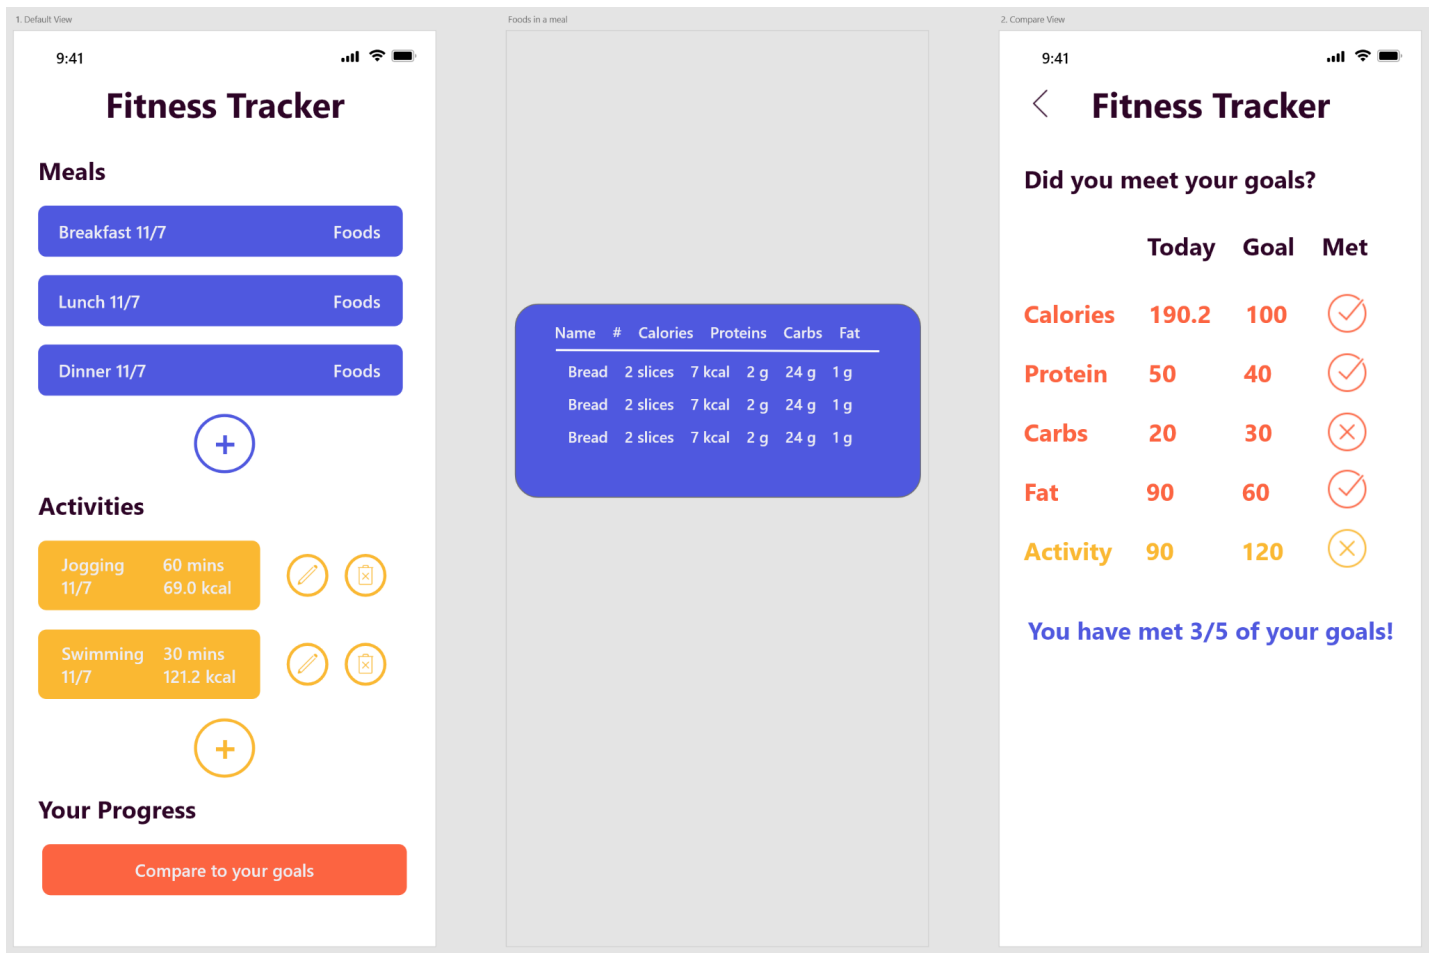 1. Default View
9:41
Fitness Tracker
Meals
Breakfast 11/7 Foods
Lunch 11/7 Foods
Dinner 11/7 Foods
+
Activities
Jogging 60 mins
11/7 69.0 kcal
Swimming 30 mins
11/7 121.2 kcal
+
Your Progress
Compare to your goals
Foods in a meal
Name # Calories Proteins Carbs Fat
Bread 2 slices 7 kcal 2 g 24 g 1 g
Bread 2 slices 7 kcal 2 g 24 g 1 g
Bread 2 slices 7 kcal 2 g 24 g 1 g
2. Compare View
9:41
Fitness Tracker
Did you meet your goals?
Today Goal Met
Calories 190.2 100
Protein 50 40
Carbs 20 30
Fat 90 60
Activity 90 120
You have met 3/5 of your goals!